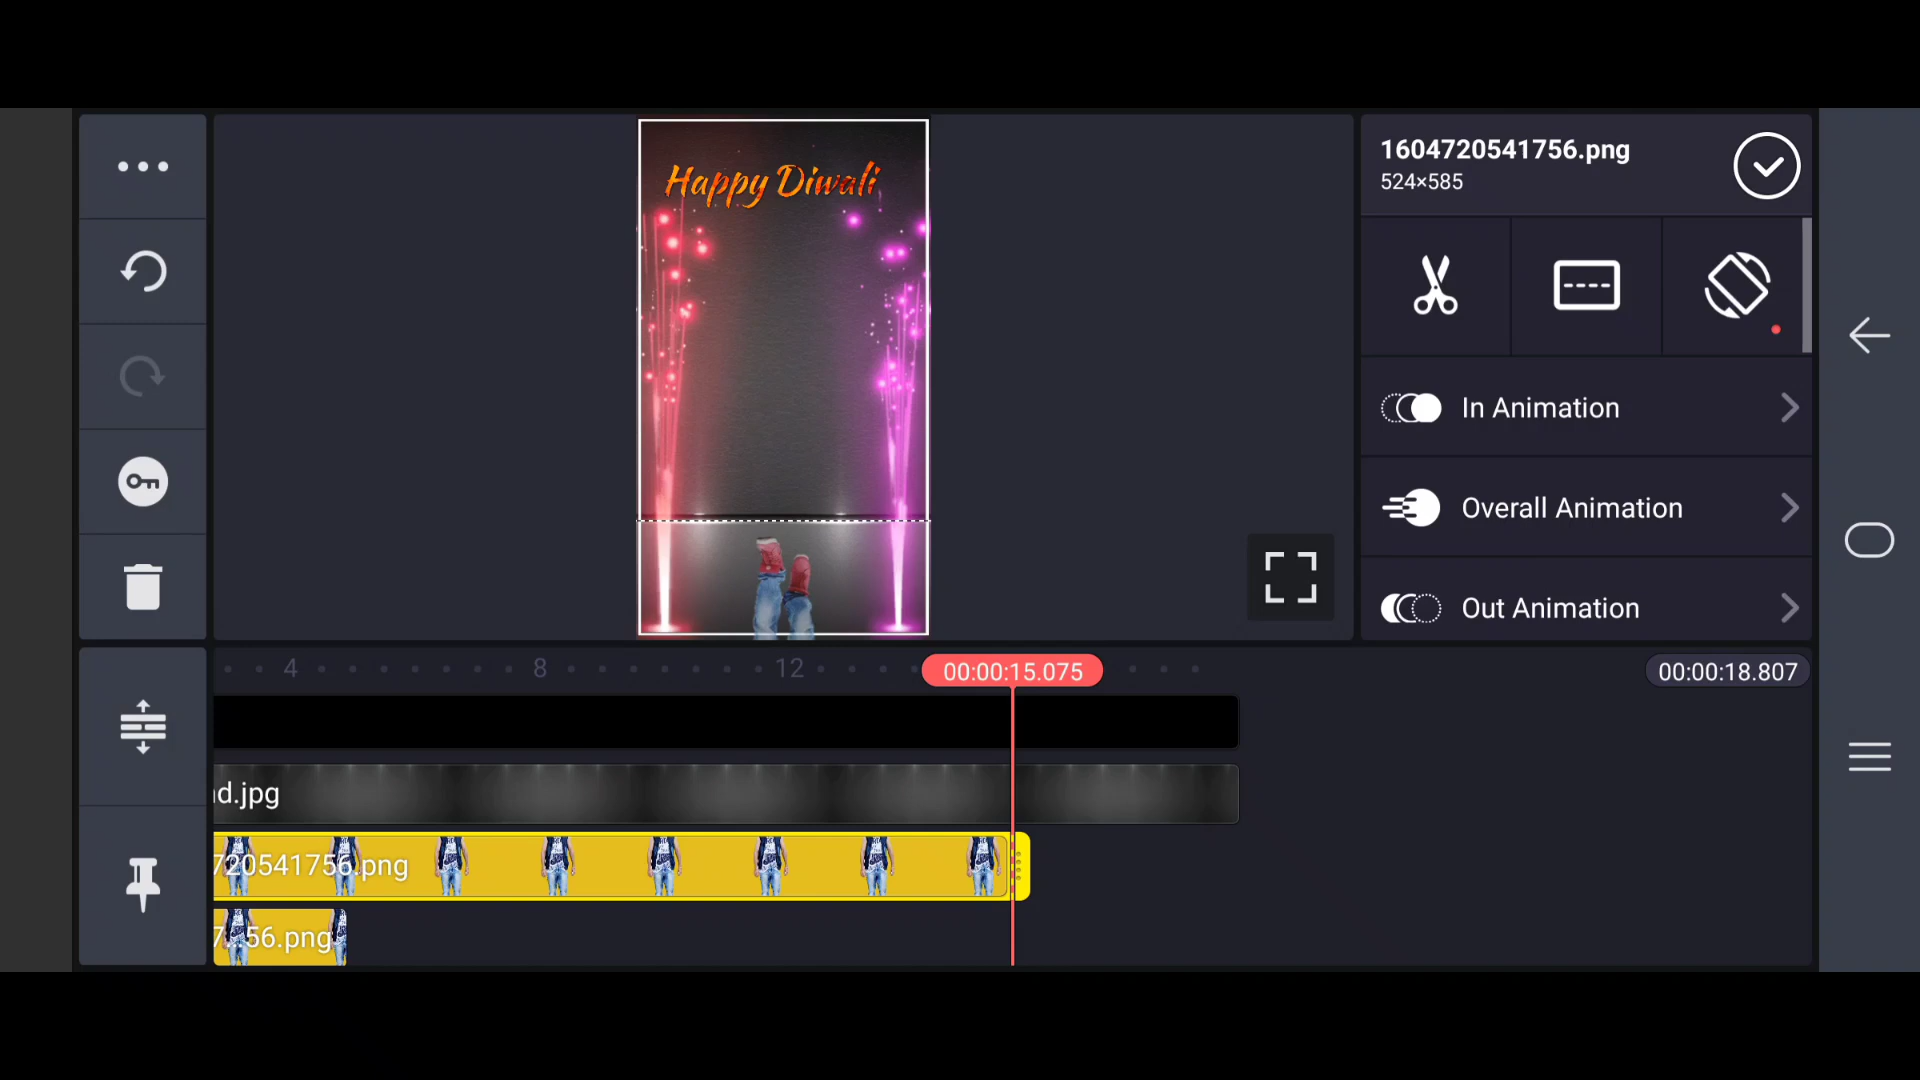 1604720541756.png
524×585
Happy Diwali
In Animation
Overall Animation
Out Animation
4
8
12
00:00:15.075
00:00:18.807
d.jpg
720541756.png
7...56.png